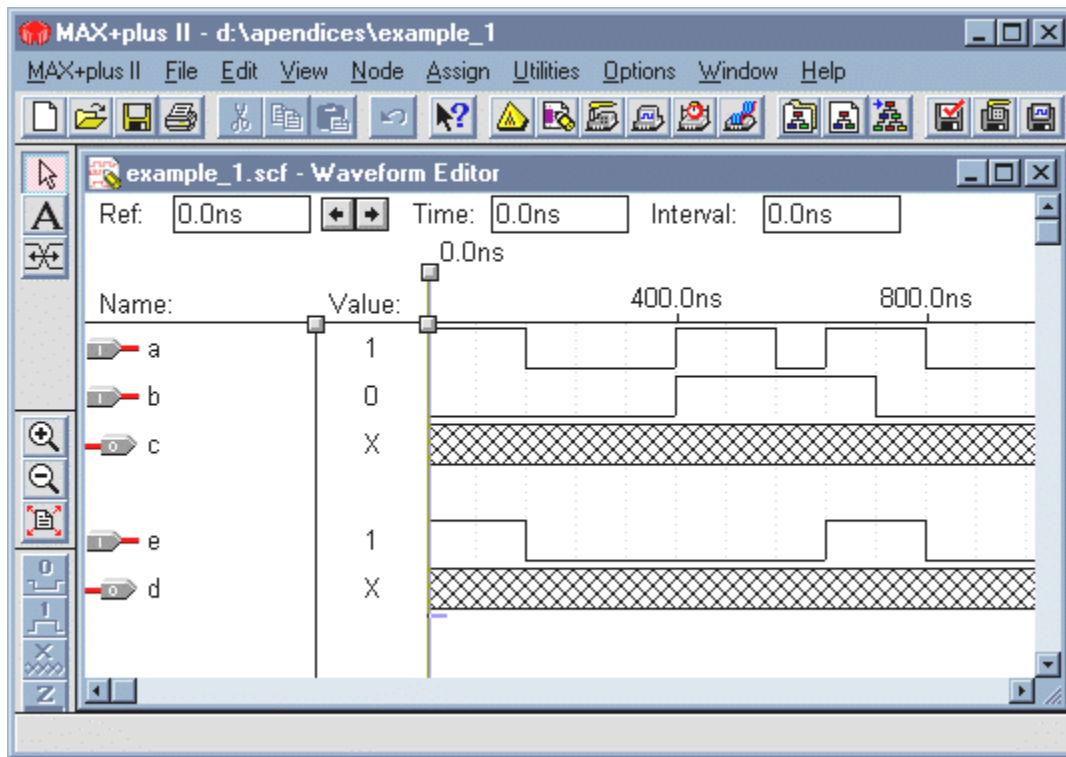 MAX+plus II - d:\apendices\example_1
MAX+plus II File Edit View Node Assign Utilities Options Window Help
example_1.scf - Waveform Editor
A
Ref: 0.0ns Time: 0.0ns Interval: 0.0ns
0.0ns
Name: Value: 400.0ns 800.0ns
I a 1
I b 0
O c X
I e 1
O d X
0
1
X
Z